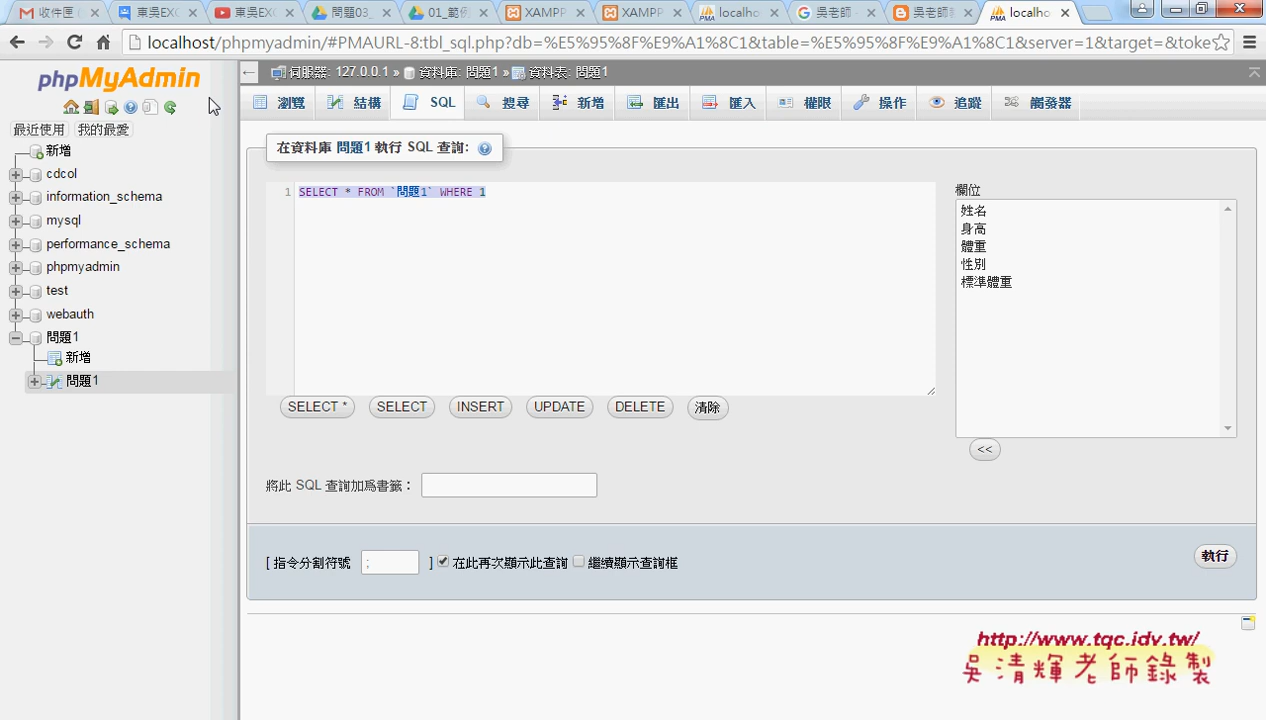 收件匣
東吳EXC
東吳EXC
問題03_
01_範例
XAMPP
XAMPP
localho
吳老師
吳老師教
localho
localhost/phpmyadmin/#PMAURL-8:tbl_sql.php?db=%E5%95%8F%E9%A1%8C1&table=%E5%95%8F%E9%A1%8C1&server=1&target=&toke
phpMyAdmin
最近使用 我的最愛
新增
cdcol
information_schema
mysql
performance_schema
phpmyadmin
test
webauth
問題1
新增
問題1
伺服器: 127.0.0.1 » 資料庫: 問題1 » 資料表: 問題1
瀏覽 結構 SQL 搜尋 新增 匯出 匯入 權限 操作 追蹤 觸發器
在資料庫 問題1 執行 SQL 查詢:
1 SELECT * FROM `問題1` WHERE 1
SELECT * SELECT INSERT UPDATE DELETE 清除
欄位
姓名
身高
體重
性別
標準體重
<<
將此 SQL 查詢加為書籤：
[ 指令分割符號 ; ] 在此再次顯示此查詢 繼續顯示查詢框
執行
http://www.tqc.idv.tw/
吳清輝老師錄製